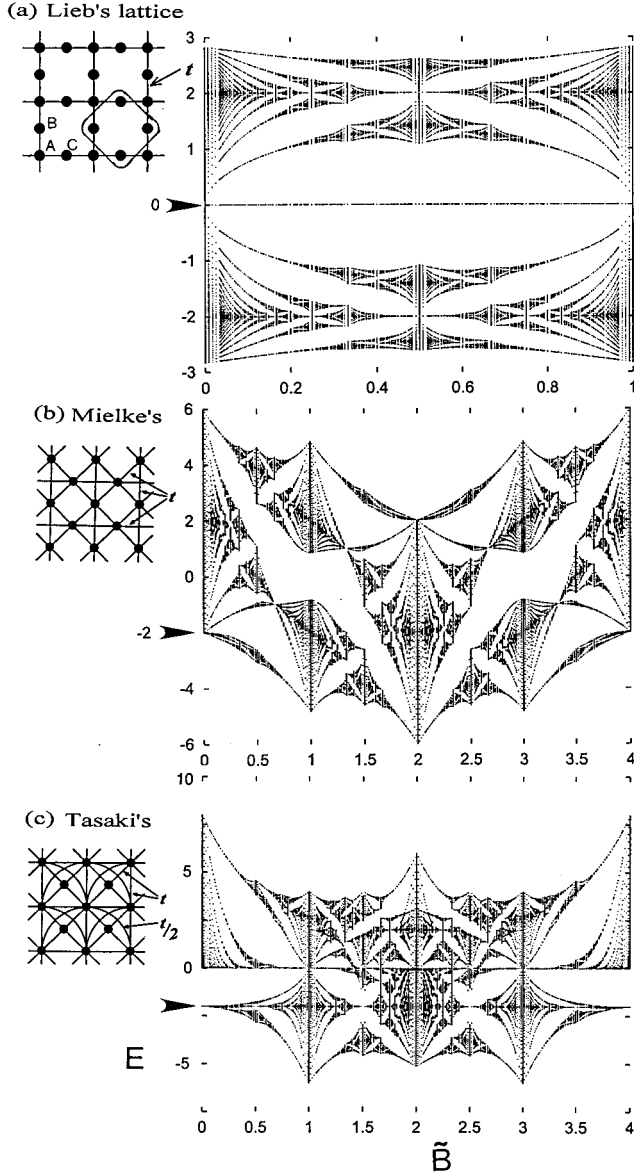 (a) Lieb's lattice
t
B
A C
3
2
1
0
-1
-2
-3
0 0.2 0.4 0.6 0.8 1
(b) Mielke's
t
6
4
2
0
-2
-4
-6
0 0.5 1 1.5 2 2.5 3 3.5 4
10
(c) Tasaki's
t
t/2
5
0
-5
E
0 0.5 1 1.5 2 2.5 3 3.5 4
B̃